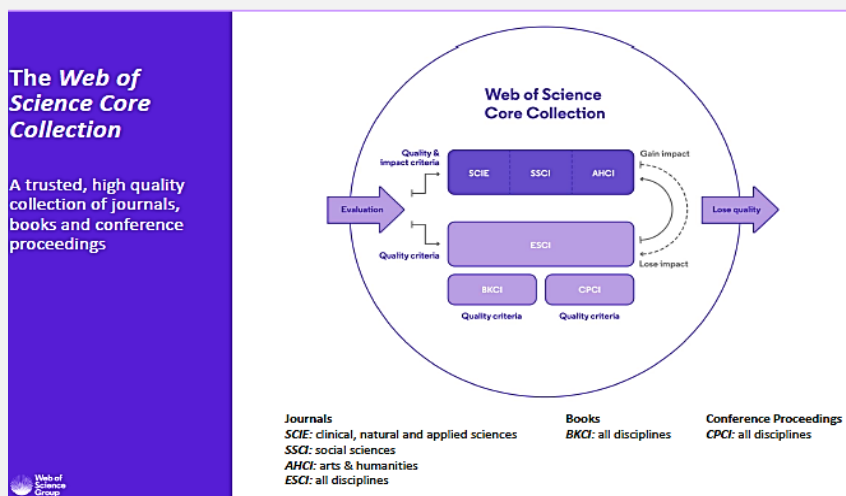 The Web of
Science Core
Collection
A trusted, high quality
collection of journals,
books and conference
proceedings
Web of
Science
Group
Web of Science
Core Collection
Quality &
impact criteria
SCIE
SSCI
AHCI
Gain impact
Evaluation
Lose quality
Quality criteria
ESCI
Lose impact
BKCI
CPCI
Quality criteria
Quality criteria
Journals
SCIE: clinical, natural and applied sciences
SSCI: social sciences
AHCI: arts & humanities
ESCI: all disciplines
Books
BKCI: all disciplines
Conference Proceedings
CPCI: all disciplines